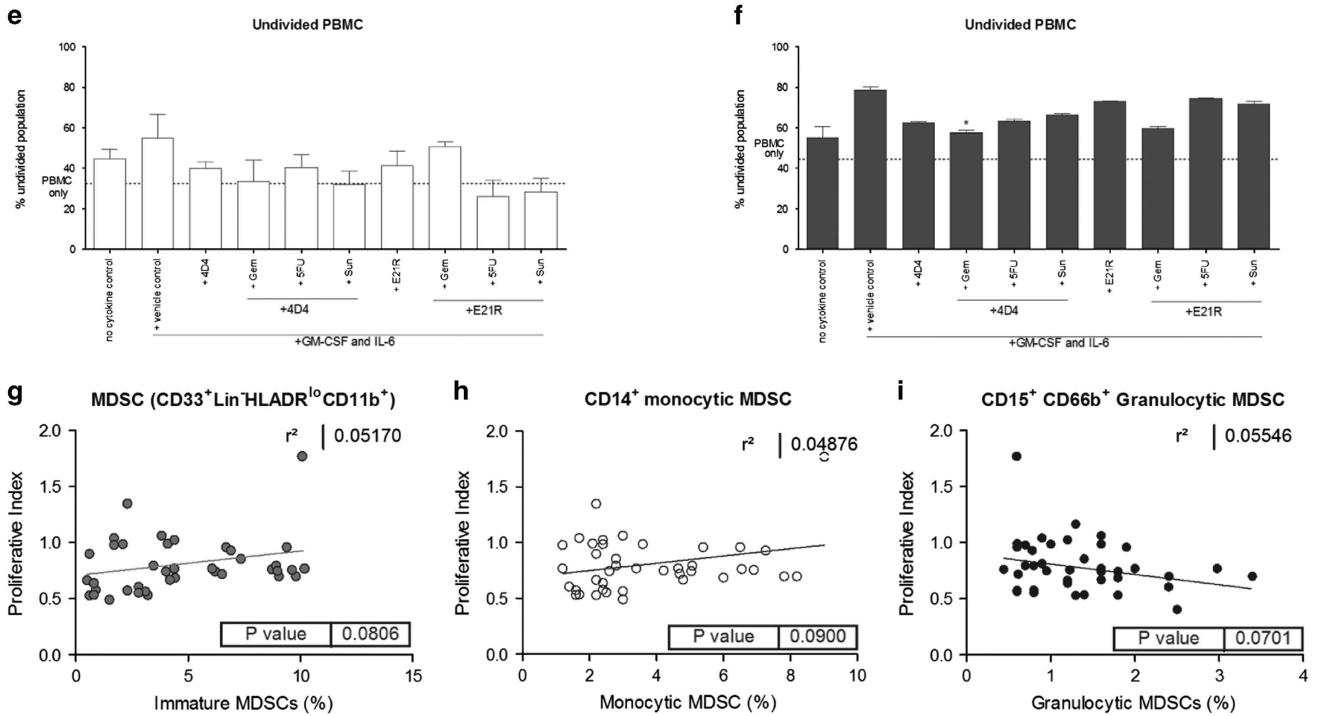 e
Undivided PBMC
% undivided population
100
80
60
40
20
0
PBMC
only
no cytokine control
+ vehicle control
+ 4D4
+ Gem
+ 5FU
+ Sun
+ E21R
+ Gem
+ 5FU
+ Sun
+4D4
+E21R
+GM-CSF and IL-6
f
Undivided PBMC
% undivided population
100
80
60
40
20
0
PBMC
only
*
no cytokine control
+ vehicle control
+ 4D4
+ Gem
+ 5FU
+ Sun
+ E21R
+ Gem
+ 5FU
+ Sun
+4D4
+E21R
+GM-CSF and IL-6
g
MDSC (CD33⁺Lin⁻HLADRˡᵒCD11b⁺)
r² 0.05170
Proliferative Index
2.0
1.5
1.0
0.5
0.0
P value 0.0806
0 5 10 15
Immature MDSCs (%)
h
CD14⁺ monocytic MDSC
r² 0.04876
Proliferative Index
2.0
1.5
1.0
0.5
0.0
P value 0.0900
0 2 4 6 8 10
Monocytic MDSC (%)
i
CD15⁺ CD66b⁺ Granulocytic MDSC
r² 0.05546
Proliferative Index
2.0
1.5
1.0
0.5
0.0
P value 0.0701
0 1 2 3 4
Granulocytic MDSCs (%)